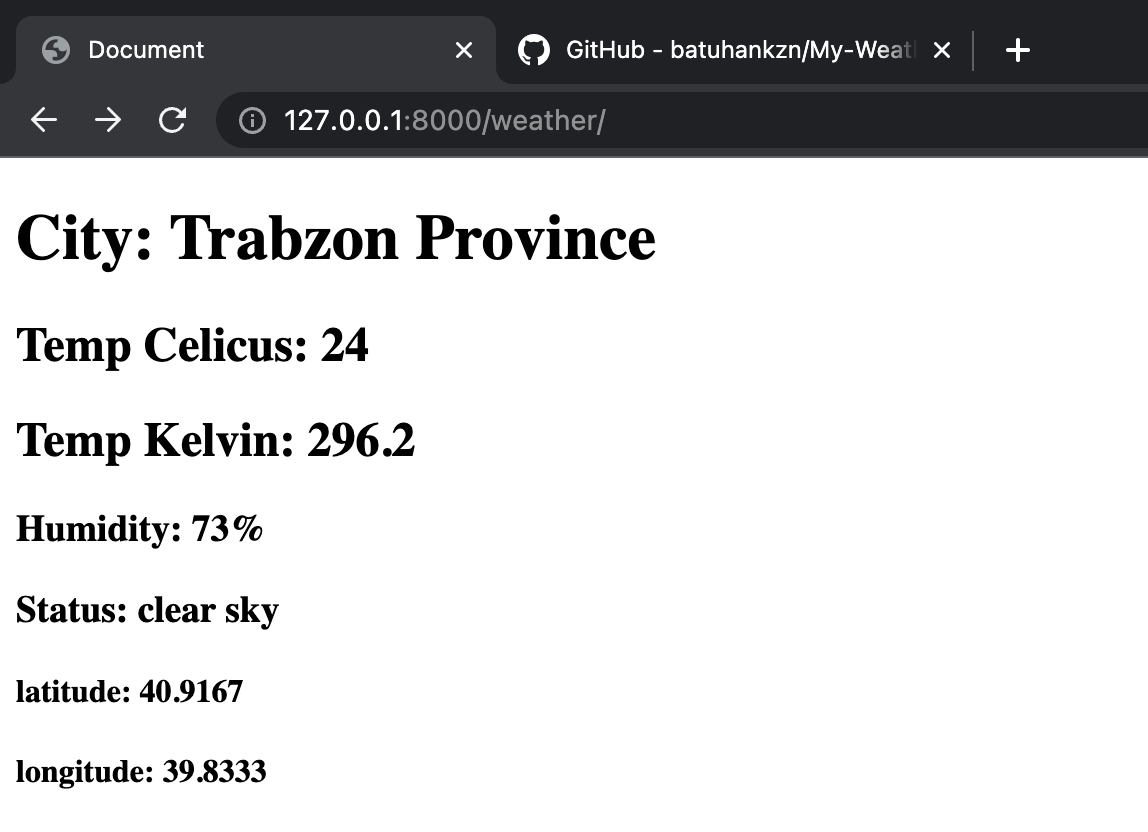 Document
GitHub - batuhankzn/My-Weat
127.0.0.1:8000/weather/
City: Trabzon Province
Temp Celicus: 24
Temp Kelvin: 296.2
Humidity: 73%
Status: clear sky
latitude: 40.9167
longitude: 39.8333